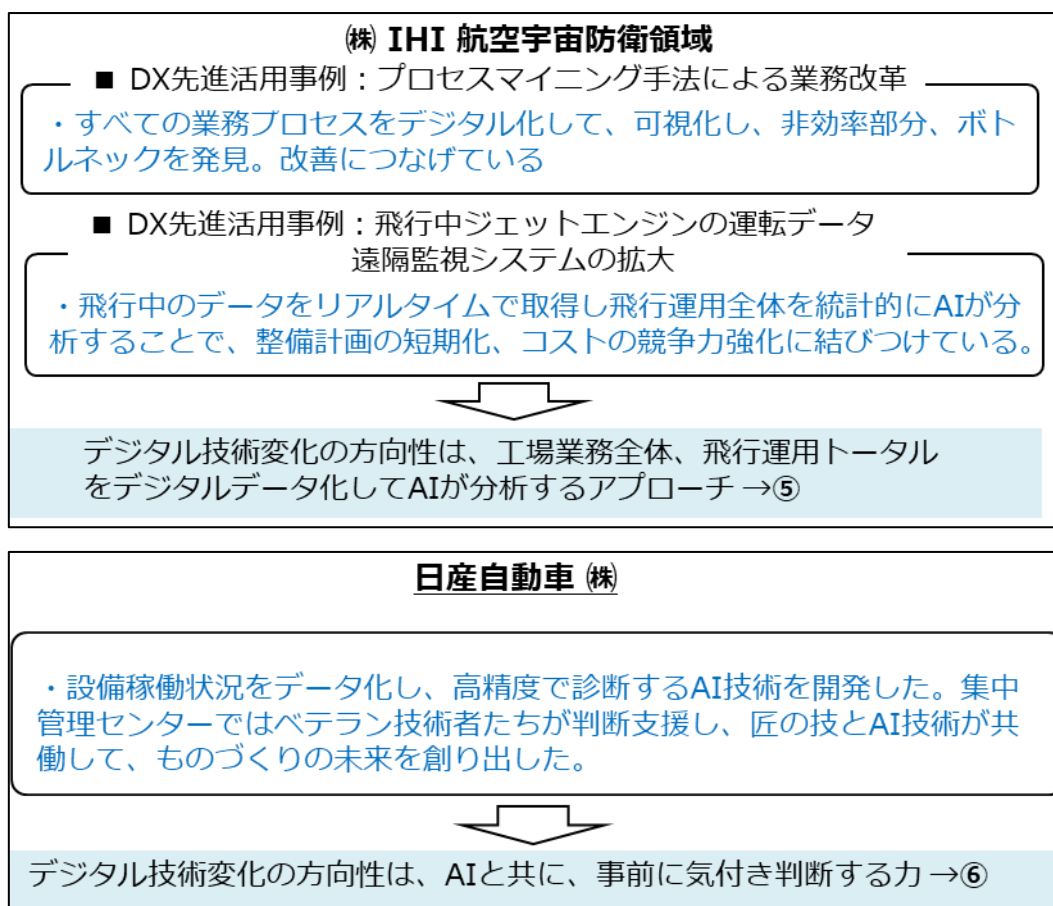 ㈱ IHI 航空宇宙防衛領域
■ DX先進活用事例：プロセスマイニング手法による業務改革
・すべての業務プロセスをデジタル化して、可視化し、非効率部分、ボト
ルネックを発見。改善につなげている
■ DX先進活用事例：飛行中ジェットエンジンの運転データ
遠隔監視システムの拡大
・飛行中のデータをリアルタイムで取得し飛行運用全体を統計的にAIが分
析することで、整備計画の短期化、コストの競争力強化に結びつけている。
デジタル技術変化の方向性は、工場業務全体、飛行運用トータル
をデジタルデータ化してAIが分析するアプローチ →⑤
日産自動車 ㈱
・設備稼働状況をデータ化し、高精度で診断するAI技術を開発した。集中
管理センターではベテラン技術者たちが判断支援し、匠の技とAI技術が共
働して、ものづくりの未来を創り出した。
デジタル技術変化の方向性は、AIと共に、事前に気付き判断する力 →⑥